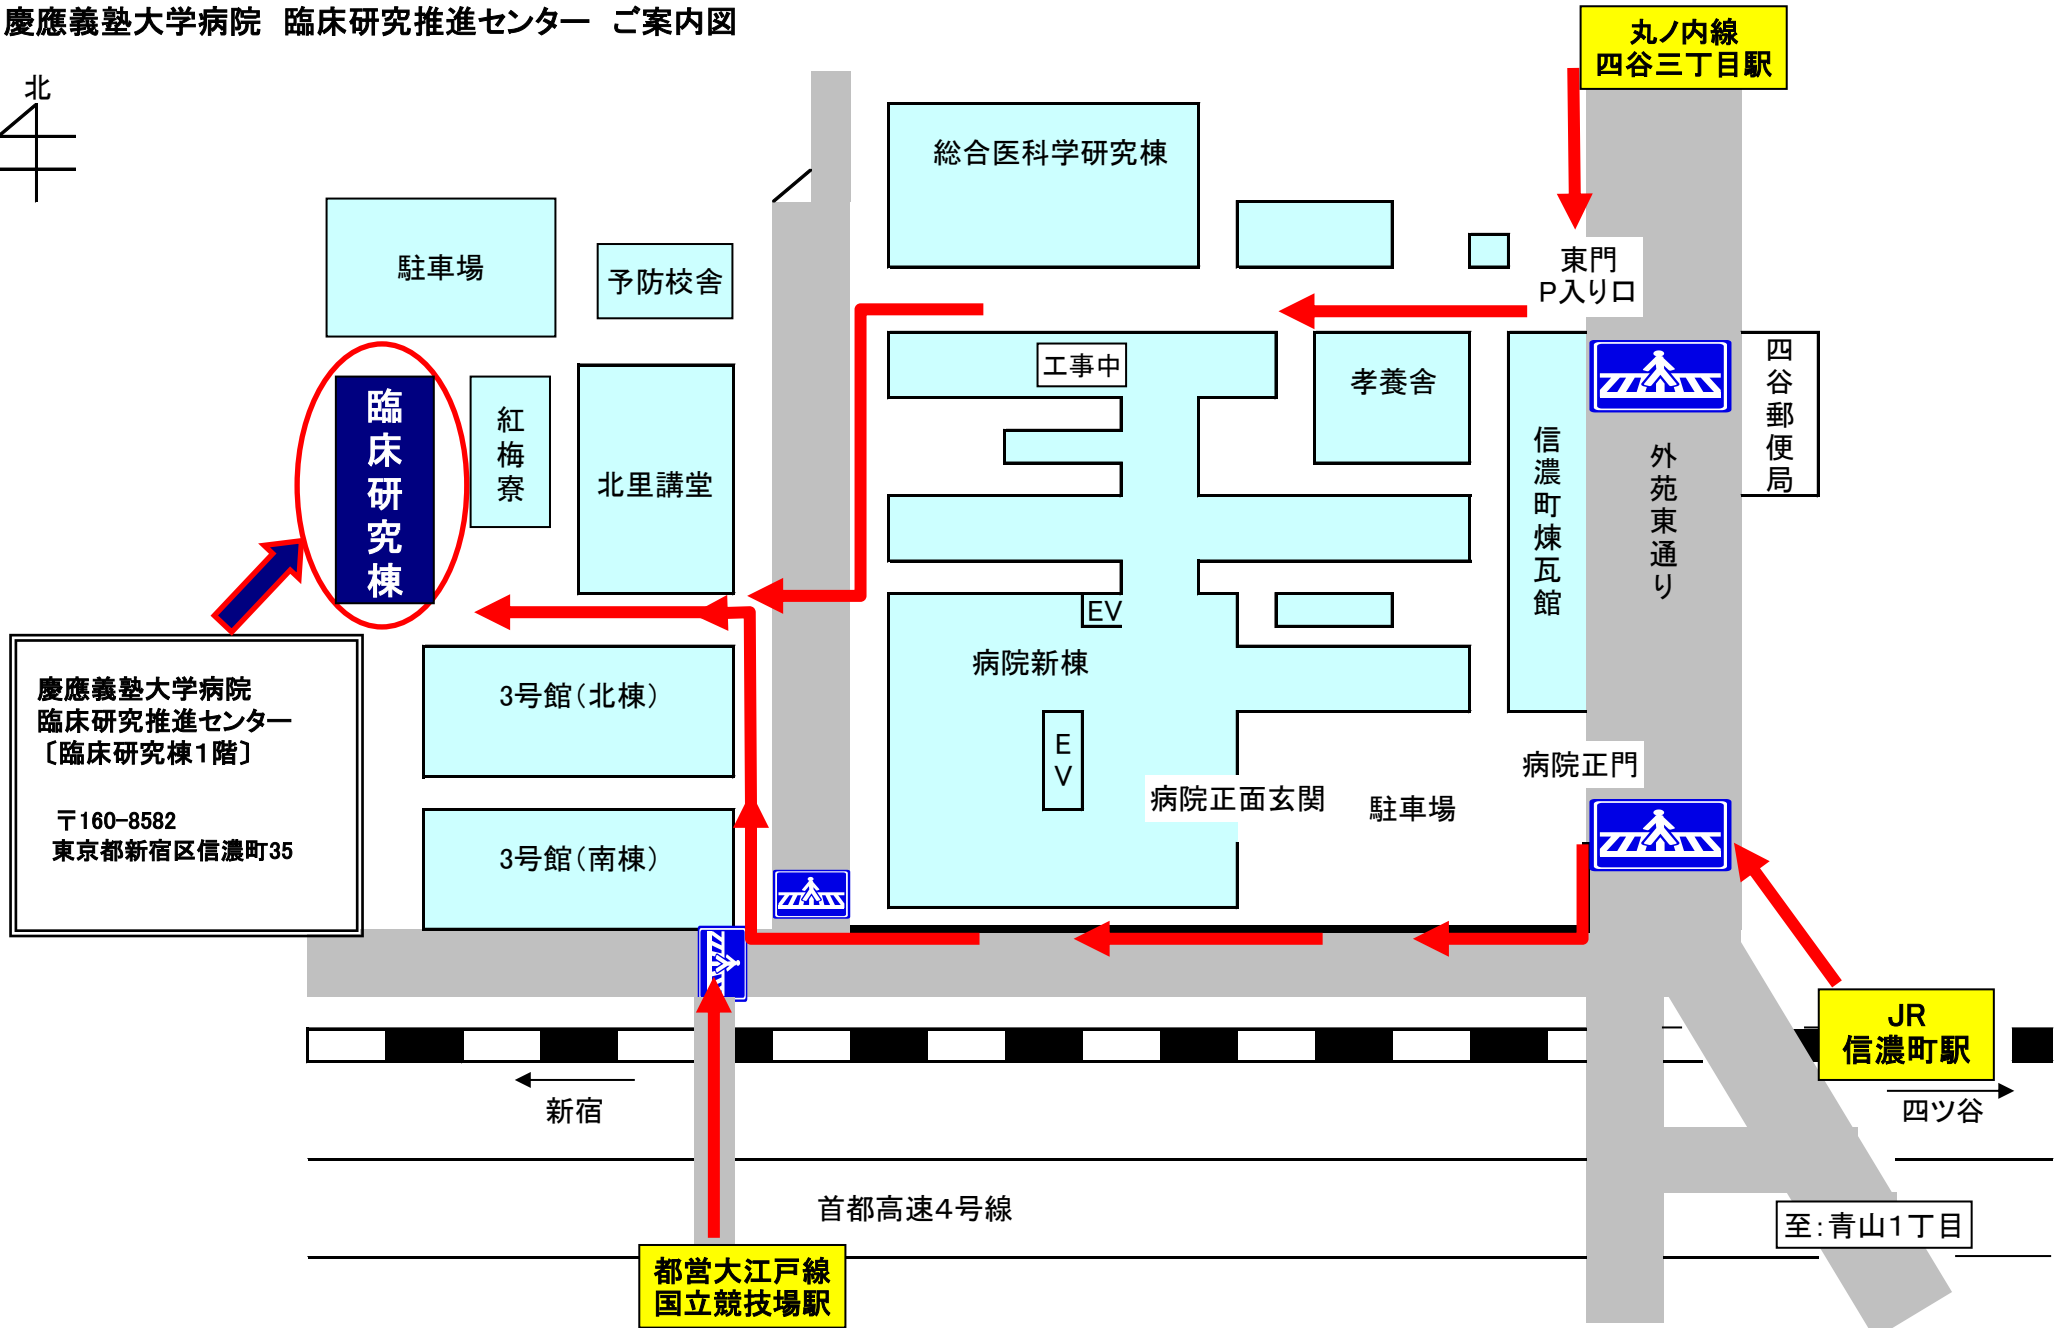 慶應義塾大学病院　臨床研究推進センター　ご案内図
北
丸ノ内線
四谷三丁目駅
総合医科学研究棟
駐車場
予防校舎
東門
P入り口
工事中
孝養舎
四谷郵便局
臨床研究棟
紅梅寮
北里講堂
信濃町煉瓦館
外苑東通り
EV
病院新棟
慶應義塾大学病院
臨床研究推進センター
〔臨床研究棟1階〕
〒160-8582
東京都新宿区信濃町35
3号館(北棟)
EV
病院正門
病院正面玄関
駐車場
3号館(南棟)
JR
信濃町駅
新宿
四ツ谷
首都高速4号線
至:青山1丁目
都営大江戸線
国立競技場駅